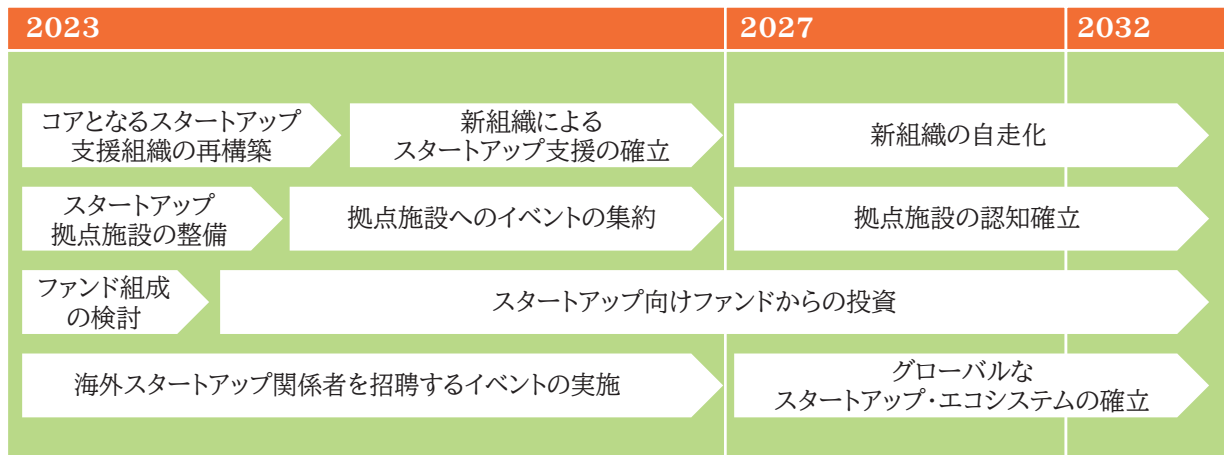 2023
2027
2032
コアとなるスタートアップ
支援組織の再構築
新組織による
スタートアップ支援の確立
新組織の自走化
スタートアップ
拠点施設の整備
拠点施設へのイベントの集約
拠点施設の認知確立
ファンド組成
の検討
スタートアップ向けファンドからの投資
海外スタートアップ関係者を招聘するイベントの実施
グローバルな
スタートアップ・エコシステムの確立